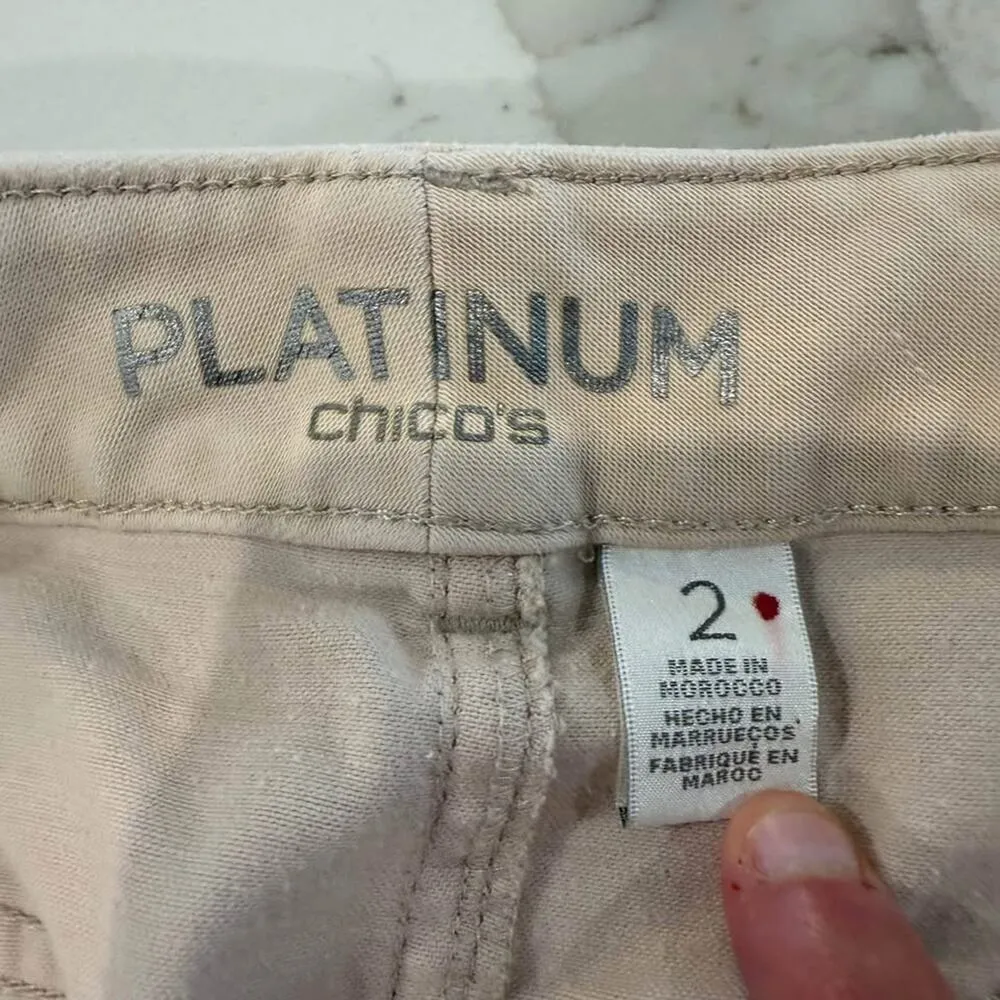 PLATINUM
chico's
2
MADE IN
MOROCCO
HECHO EN
MARRUECOS
FABRIQUÉ EN
MAROC